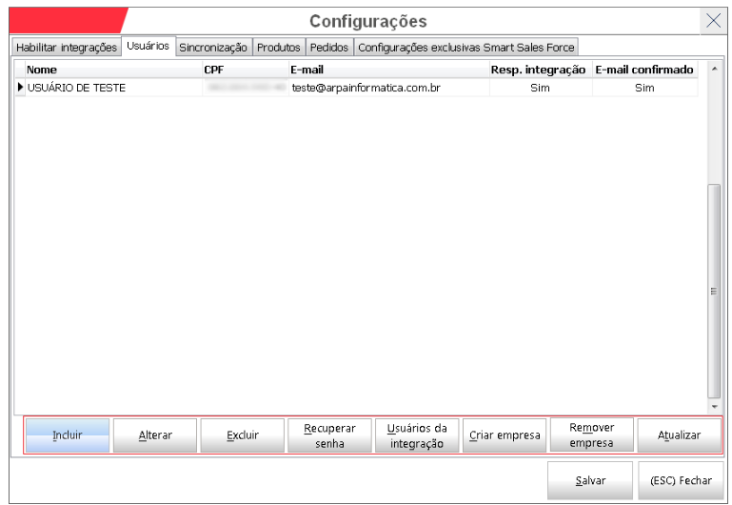 Configurações
Habilitar integrações Usuários Sincronização Produtos Pedidos Configurações exclusivas Smart Sales Force
Nome CPF E-mail Resp. integração E-mail confirmado
USUÁRIO DE TESTE teste@arpainformatica.com.br Sim Sim
Incluir Alterar Excluir Recuperar senha Usuários da integração Criar empresa Remover empresa Atualizar
Salvar (ESC) Fechar